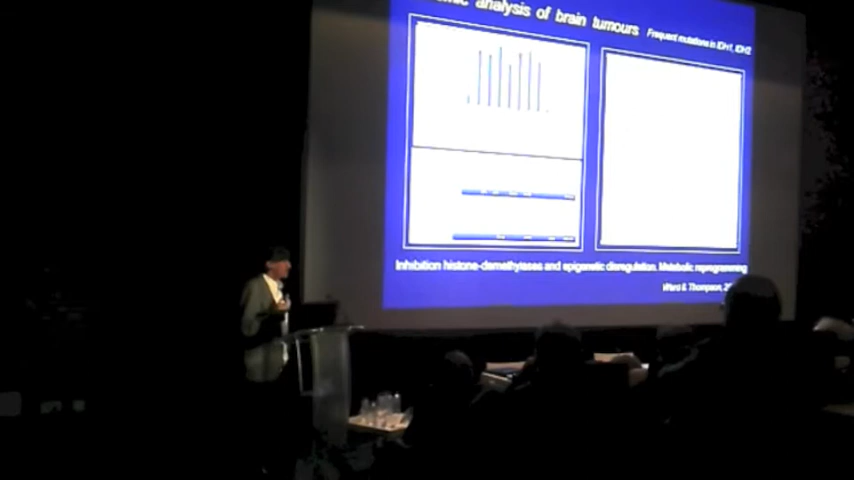 analysis of brain tumours
Frequent mutations in IDH1, IDH2
Inhibition histone-demethylases and epigenetic disregulation. Metabolic reprogramming
Ward & Thompson,